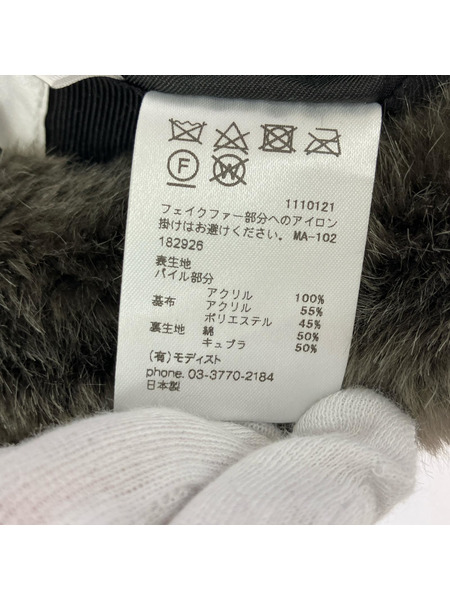 F W
1110121
フェイクファー部分へのアイロン
掛けはお避けください。MA-102
182926
表生地
パイル部分
アクリル 100%
基布 アクリル 55%
ポリエステル 45%
裏生地 綿 50%
キュプラ 50%
(有)モディスト
phone. 03-3770-2184
日本製